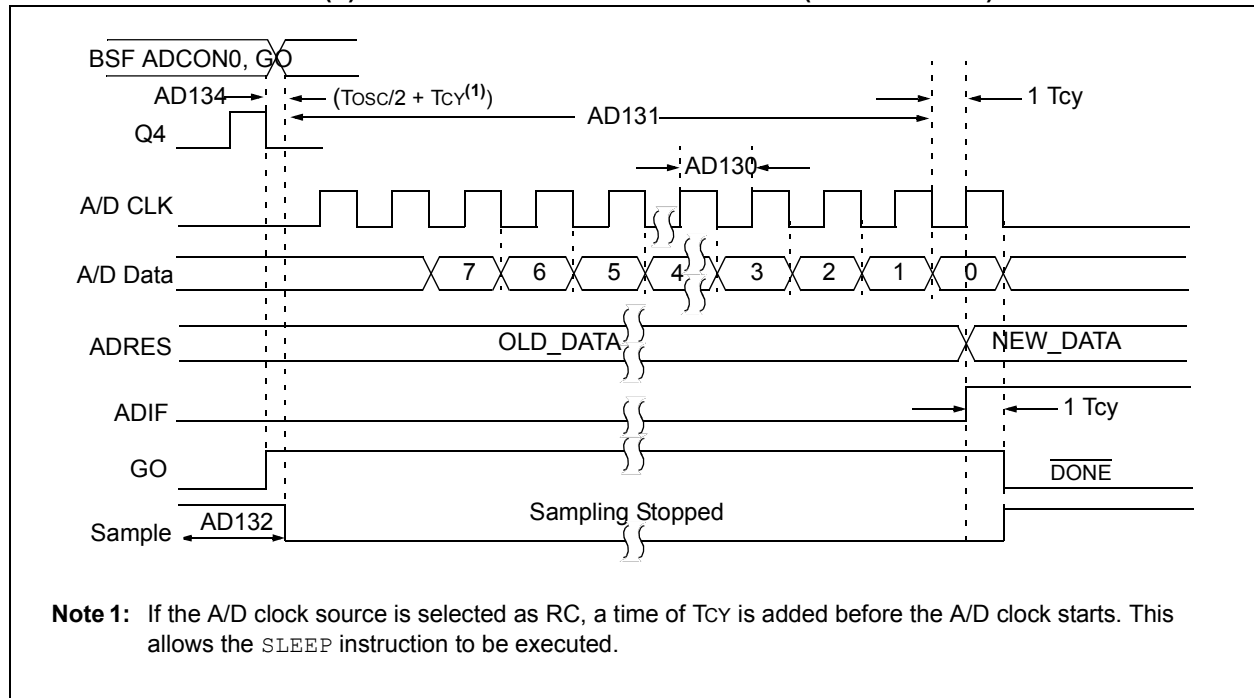 BSF ADCON0, GO
AD134
(TOSC/2 + TCY(1))
1 Tcy
AD131
Q4
AD130
A/D CLK
A/D Data
7 6 5 4 3 2 1 0
ADRES
OLD_DATA
NEW_DATA
ADIF
1 Tcy
GO
DONE
Sample
AD132
Sampling Stopped
Note 1: If the A/D clock source is selected as RC, a time of TCY is added before the A/D clock starts. This
allows the SLEEP instruction to be executed.